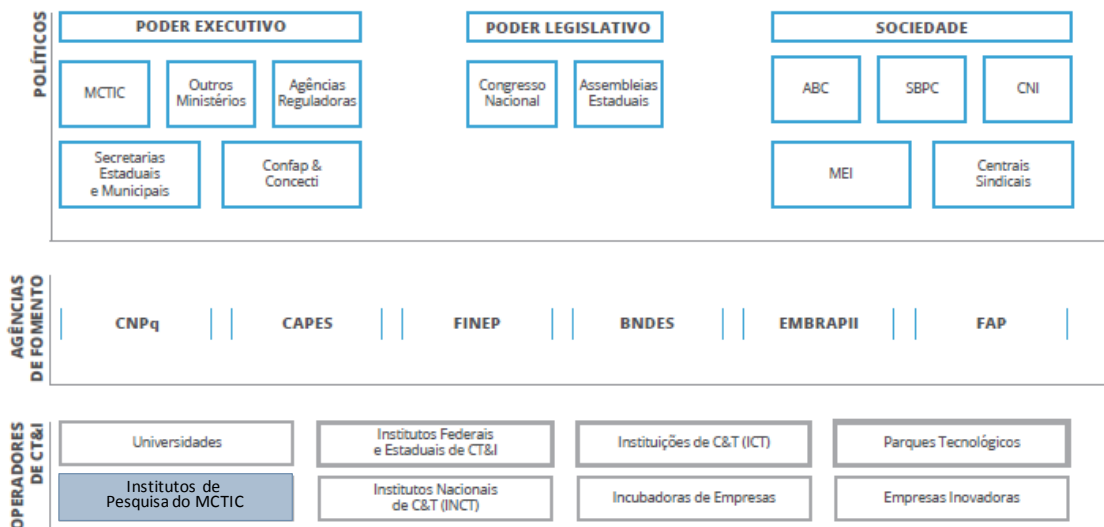 POLÍTICOS
PODER EXECUTIVO
PODER LEGISLATIVO
SOCIEDADE
MCTIC
Outros
Ministérios
Agências
Reguladoras
Congresso
Nacional
Assembleias
Estaduais
ABC
SBPC
CNI
Secretarias
Estaduais
e Municipais
Confap &
Concecti
MEI
Centrais
Sindicais
AGÊNCIAS
DE FOMENTO
CNPq
CAPES
FINEP
BNDES
EMBRAPII
FAP
OPERADORES
DE CT&I
Universidades
Institutos Federais
e Estaduais de CT&I
Instituições de C&T (ICT)
Parques Tecnológicos
Institutos de
Pesquisa do MCTIC
Institutos Nacionais
de C&T (INCT)
Incubadoras de Empresas
Empresas Inovadoras